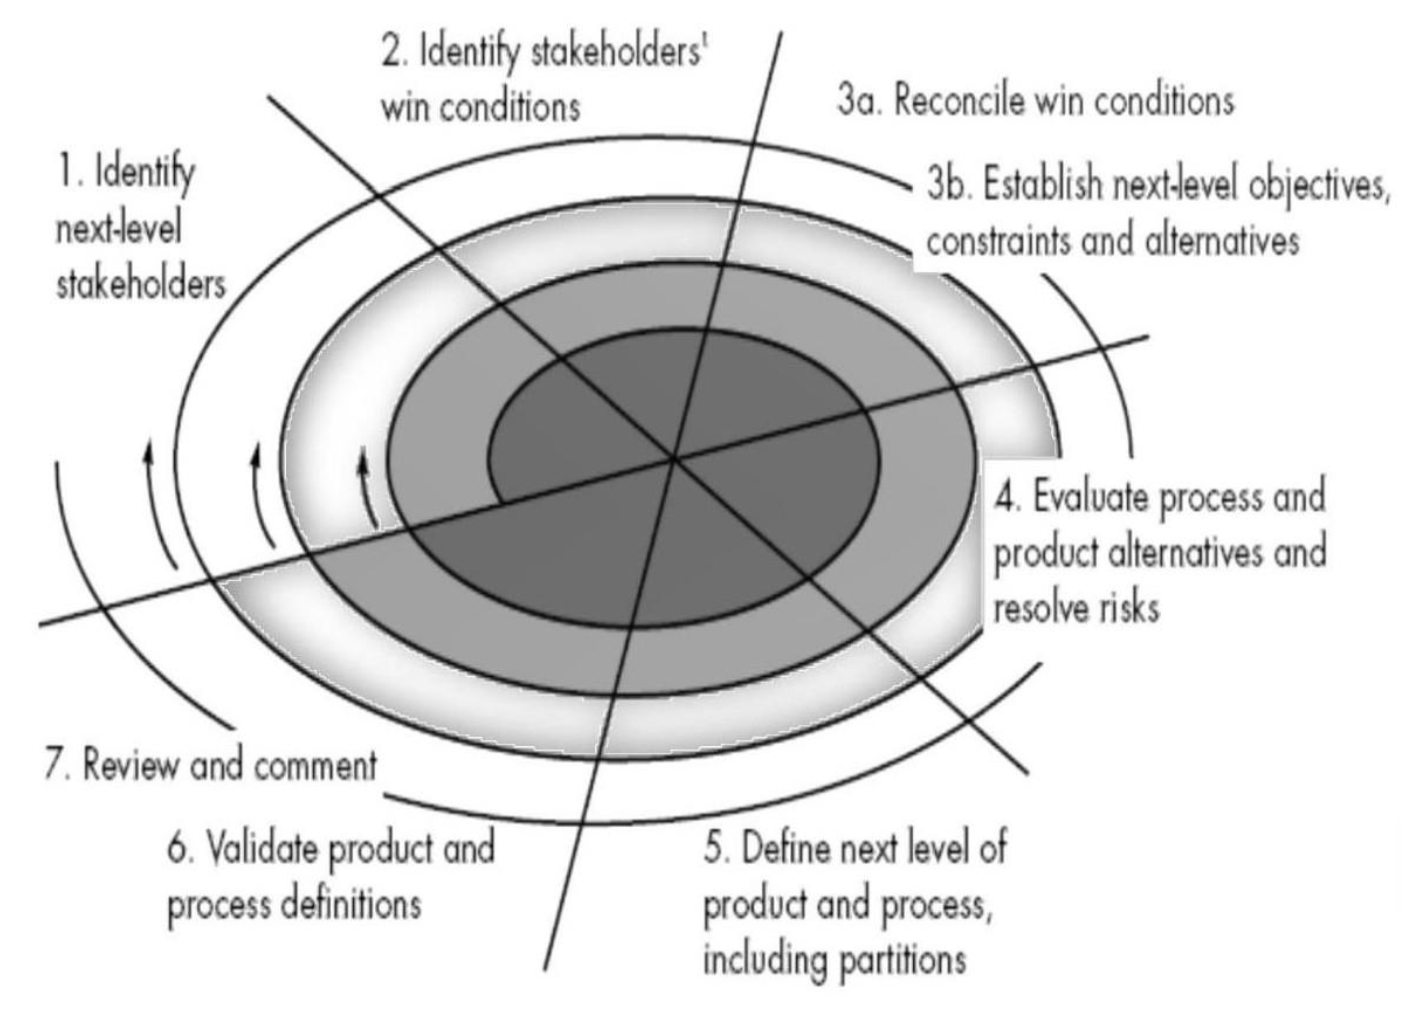 2. Identify stakeholders'
win conditions
3a. Reconcile win conditions
1. Identify
next-level
stakeholders
3b. Establish next-level objectives,
constraints and alternatives
4. Evaluate process and
product alternatives and
resolve risks
7. Review and comment
6. Validate product and
process definitions
5. Define next level of
product and process,
including partitions